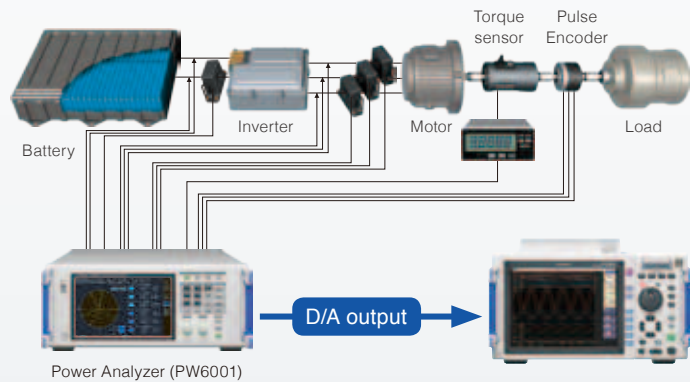 Torque
sensor
Pulse
Encoder
Battery
Inverter
Motor
Load
D/A output
Power Analyzer (PW6001)